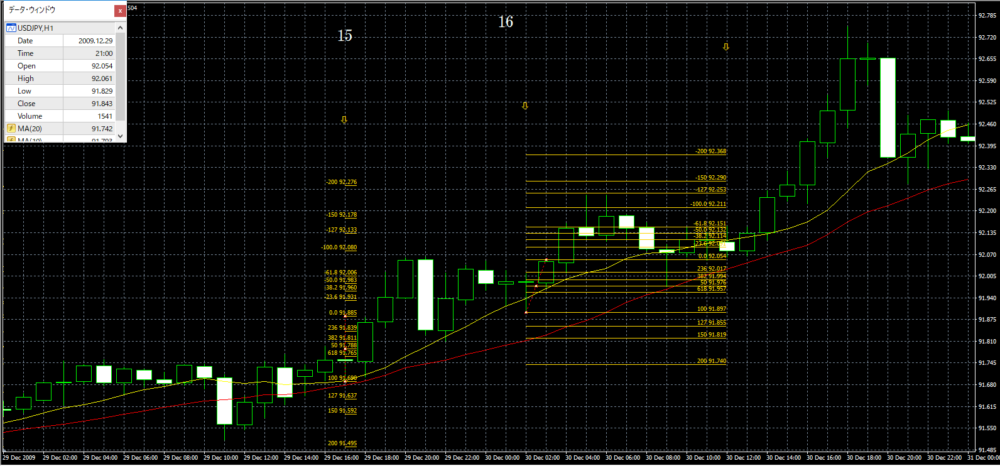 データ・ウィンドウ
504
USDJPY,H1
Date 2009.12.29
Time 21:00
Open 92.054
High 92.061
Low 91.829
Close 91.843
Volume 1541
MA(20) 91.742
MA(10) 91.793
15
16
-200 92.276
-150 92.178
-127 92.133
-100.0 92.080
-61.8 92.006
-50.0 91.983
-38.2 91.960
-23.6 91.931
0.0 91.885
236 91.839
382 91.811
50 91.788
618 91.765
100 91.690
127 91.637
150 91.592
200 91.495
-200 92.368
-150 92.290
-127 92.253
-100.0 92.211
-61.8 92.151
-50.0 92.132
-38.2 92.114
-23.6
0.0 92.054
236 92.017
382 91.994
50 91.976
618 91.957
100 91.897
127 91.855
150 91.819
200 91.740
92.785
92.720
92.655
92.590
92.525
92.460
92.395
92.330
92.265
92.200
92.135
92.070
92.005
91.940
91.875
91.810
91.745
91.680
91.615
91.550
91.485
29 Dec 2009
29 Dec 02:00
29 Dec 04:00
29 Dec 06:00
29 Dec 08:00
29 Dec 10:00
29 Dec 12:00
29 Dec 14:00
29 Dec 16:00
29 Dec 18:00
29 Dec 20:00
29 Dec 22:00
30 Dec 00:00
30 Dec 02:00
30 Dec 04:00
30 Dec 06:00
30 Dec 08:00
30 Dec 10:00
30 Dec 12:00
30 Dec 14:00
30 Dec 16:00
30 Dec 18:00
30 Dec 20:00
30 Dec 22:00
31 Dec 00:0